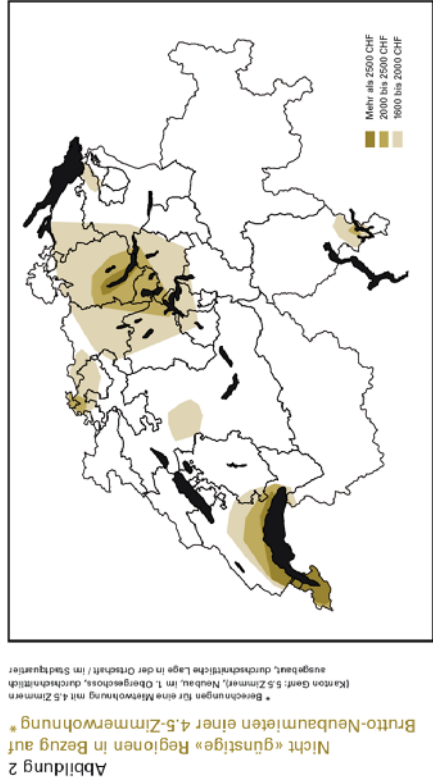 Abbildung 2
Nicht «günstige» Regionen in Bezug auf
Brutto-Neubaumieten einer 4.5-Zimmerwohnung *
* Berechnungen für eine Mietwohnung mit 4.5 Zimmern
(Kanton Genf: 5.5 Zimmer), Neubau, im 1. Obergeschoss, durchschnittlich
ausgebaut, durchschnittliche Lage in der Ortschaft / im Stadtquartier
Mehr als 2500 CHF
2000 bis 2500 CHF
1600 bis 2000 CHF